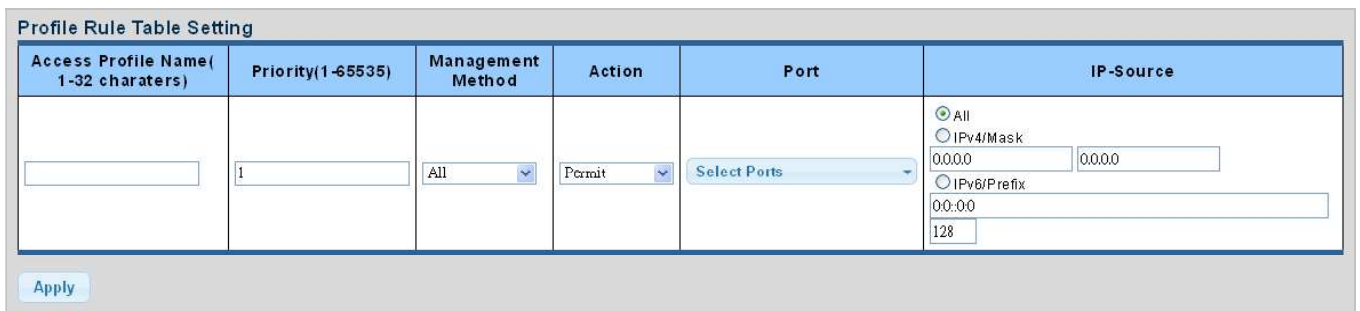 Profile Rule Table Setting
Access Profile Name(
1-32 charaters)
Priority(1-65535)
Management
Method
Action
Port
IP-Source
1
All
Permit
Select Ports
All
IPv4/Mask
0.0.0.0
0.0.0.0
IPv6/Prefix
0:0::0:0
128
Apply